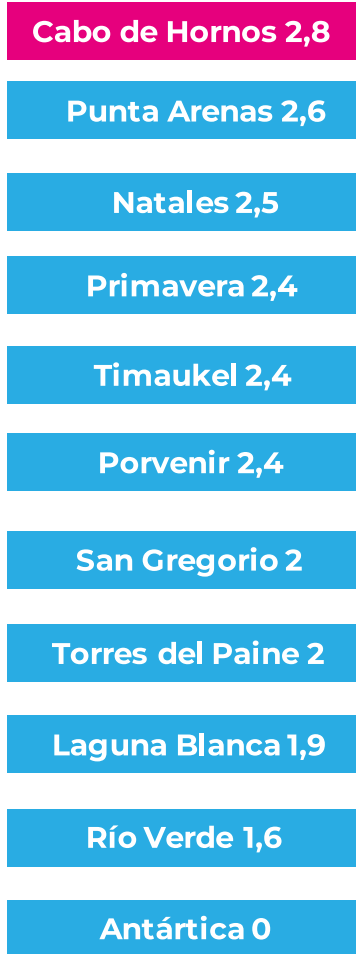 Cabo de Hornos 2,8
Punta Arenas 2,6
Natales 2,5
Primavera 2,4
Timaukel 2,4
Porvenir 2,4
San Gregorio 2
Torres del Paine 2
Laguna Blanca 1,9
Río Verde 1,6
Antártica 0